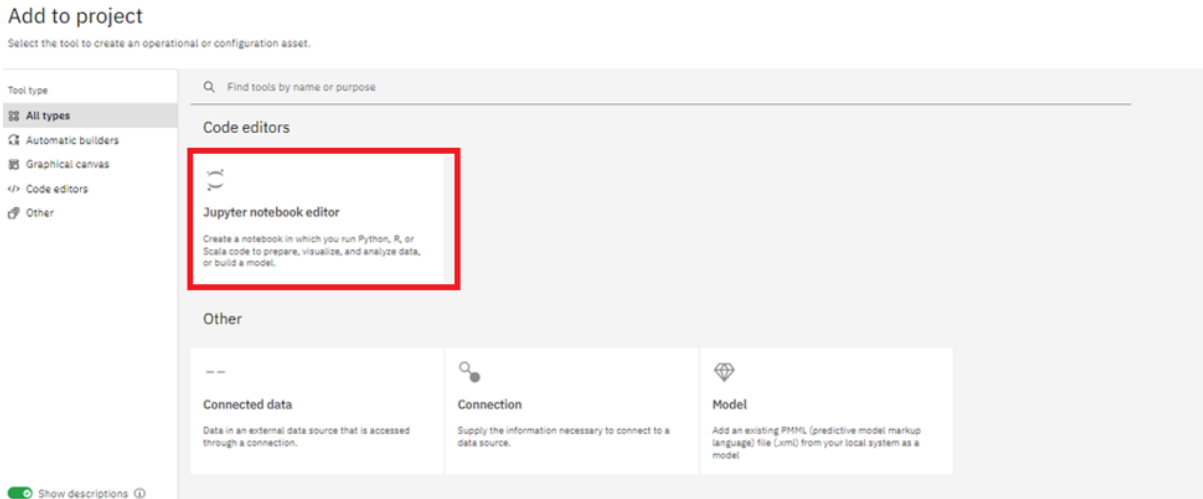 Add to project
Select the tool to create an operational or configuration asset.
Tool type
All types
Automatic builders
Graphical canvas
Code editors
Other
Find tools by name or purpose
Code editors
Jupyter notebook editor
Create a notebook in which you run Python, R, or
Scala code to prepare, visualize, and analyze data,
or build a model.
Other
Connected data
Data in an external data source that is accessed
through a connection.
Connection
Supply the information necessary to connect to a
data source.
Model
Add an existing PMML (predictive model markup
language) file (.xml) from your local system as a
model
Show descriptions